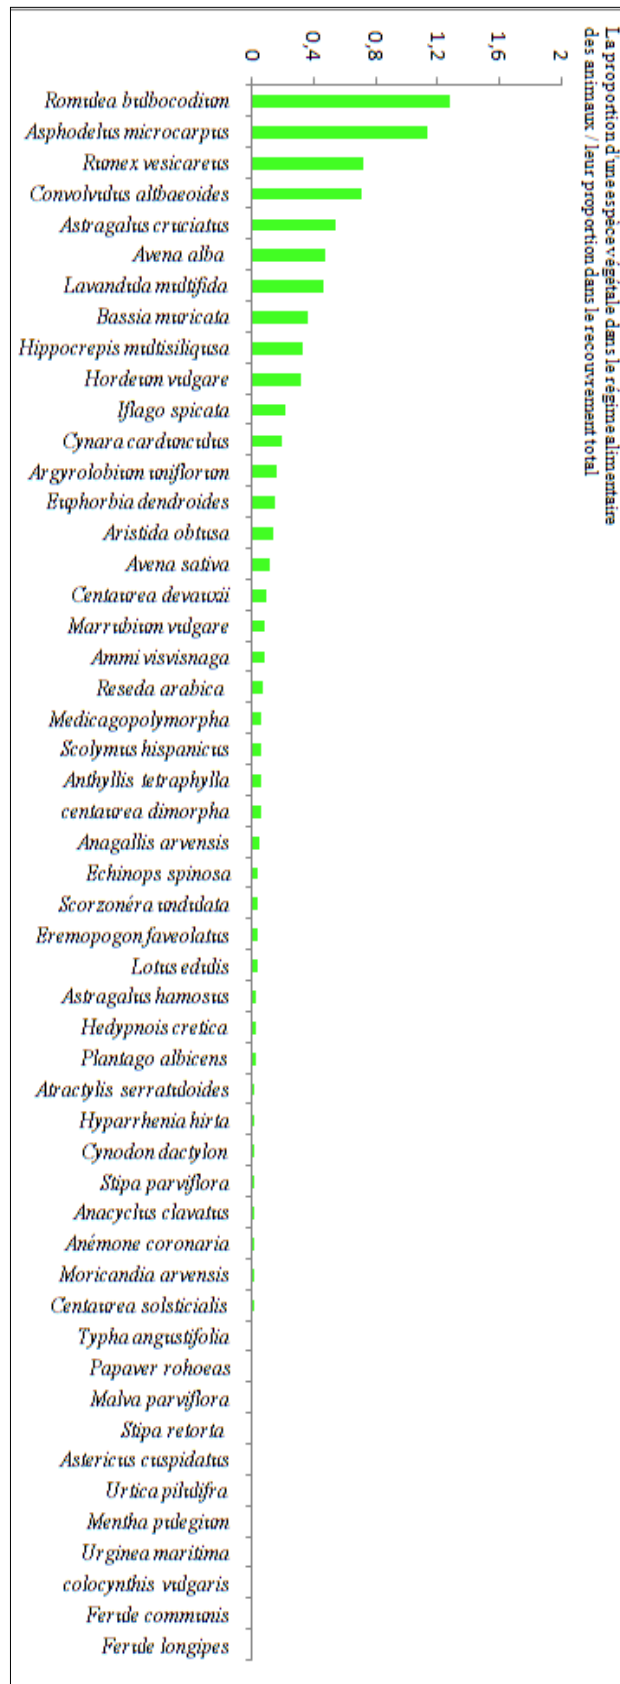 La proportion d'une espèce végétale dans le régime alimentaire
des animaux / leur proportion dans le recouvrement total
0
0,4
0,8
1,2
1,6
2
Romulea bulbocodium
Asphodelus microcarpus
Rumex vesicareus
Convolvulus altbaeoides
Astragalus cruciatus
Avena alba
Lavandula multifida
Bassia muricata
Hippocrepis multisiliqusa
Hordeum vulgare
Iflago spicata
Cynara cardunculus
Argyrolobium uniflorum
Euphorbia dendroides
Aristida obtusa
Avena sativa
Centaurea devauxii
Marrubium vulgare
Ammi visvisnaga
Reseda arabica
Medicagopolymorpha
Scolymus hispanicus
Anthyllis tetraphylla
centaurea dimorpha
Anagallis arvensis
Echinops spinosa
Scorzonéra undulata
Eremopogon faveolatus
Lotus edulis
Astragalus hamosus
Hedypnois cretica
Plantago albicens
Atractylis serratuloides
Hyparrhenia hirta
Cynodon dactylon
Stipa parviflora
Anacyclus clavatus
Anémone coronaria
Moricandia arvensis
Centaurea solsticialis
Typha angustifolia
Papaver rohoeas
Malva parviflora
Stipa retorta
Astericus cuspidatus
Urtica pilulifra
Mentha pulegium
Urginea maritima
colocynthis vulgaris
Ferule communis
Ferule longipes